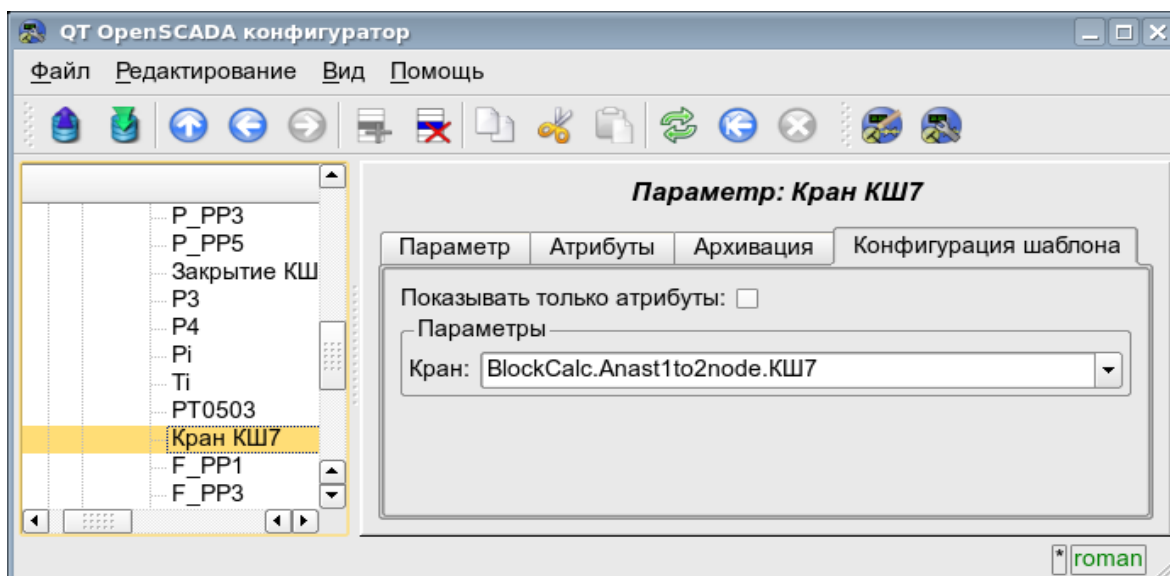 QT OpenSCADA конфигуратор
Файл Редактирование Вид Помощь
P_PP3
P_PP5
Закрытие КШ
P3
P4
Pi
Ti
PT0503
Кран КШ7
F_PP1
F_PP3
Параметр: Кран КШ7
Параметр Атрибуты Архивация Конфигурация шаблона
Показывать только атрибуты:
Параметры
Кран: BlockCalc.Anast1to2node.КШ7
* roman